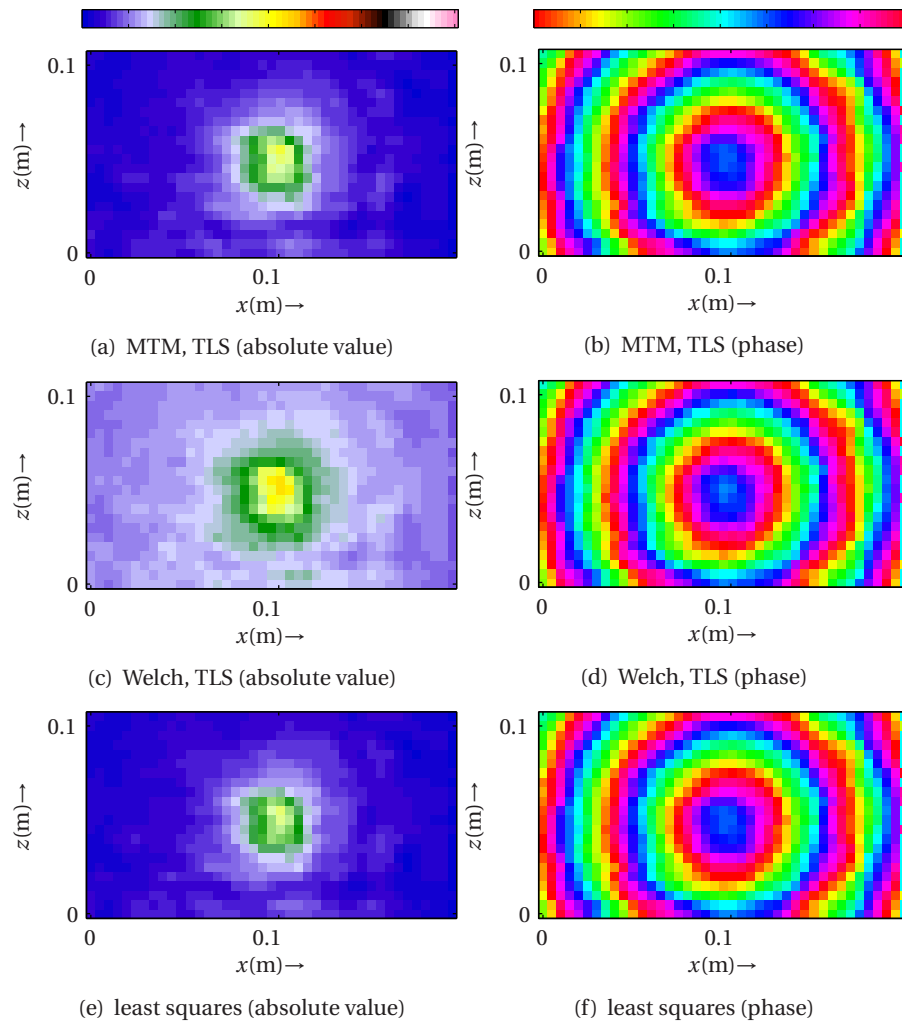 0.1
z(m)→
0
0
0.1
x(m)→
(a) MTM, TLS (absolute value)
0.1
z(m)→
0
0
0.1
x(m)→
(b) MTM, TLS (phase)
0.1
z(m)→
0
0
0.1
x(m)→
(c) Welch, TLS (absolute value)
0.1
z(m)→
0
0
0.1
x(m)→
(d) Welch, TLS (phase)
0.1
z(m)→
0
0
0.1
x(m)→
(e) least squares (absolute value)
0.1
z(m)→
0
0
0.1
x(m)→
(f) least squares (phase)